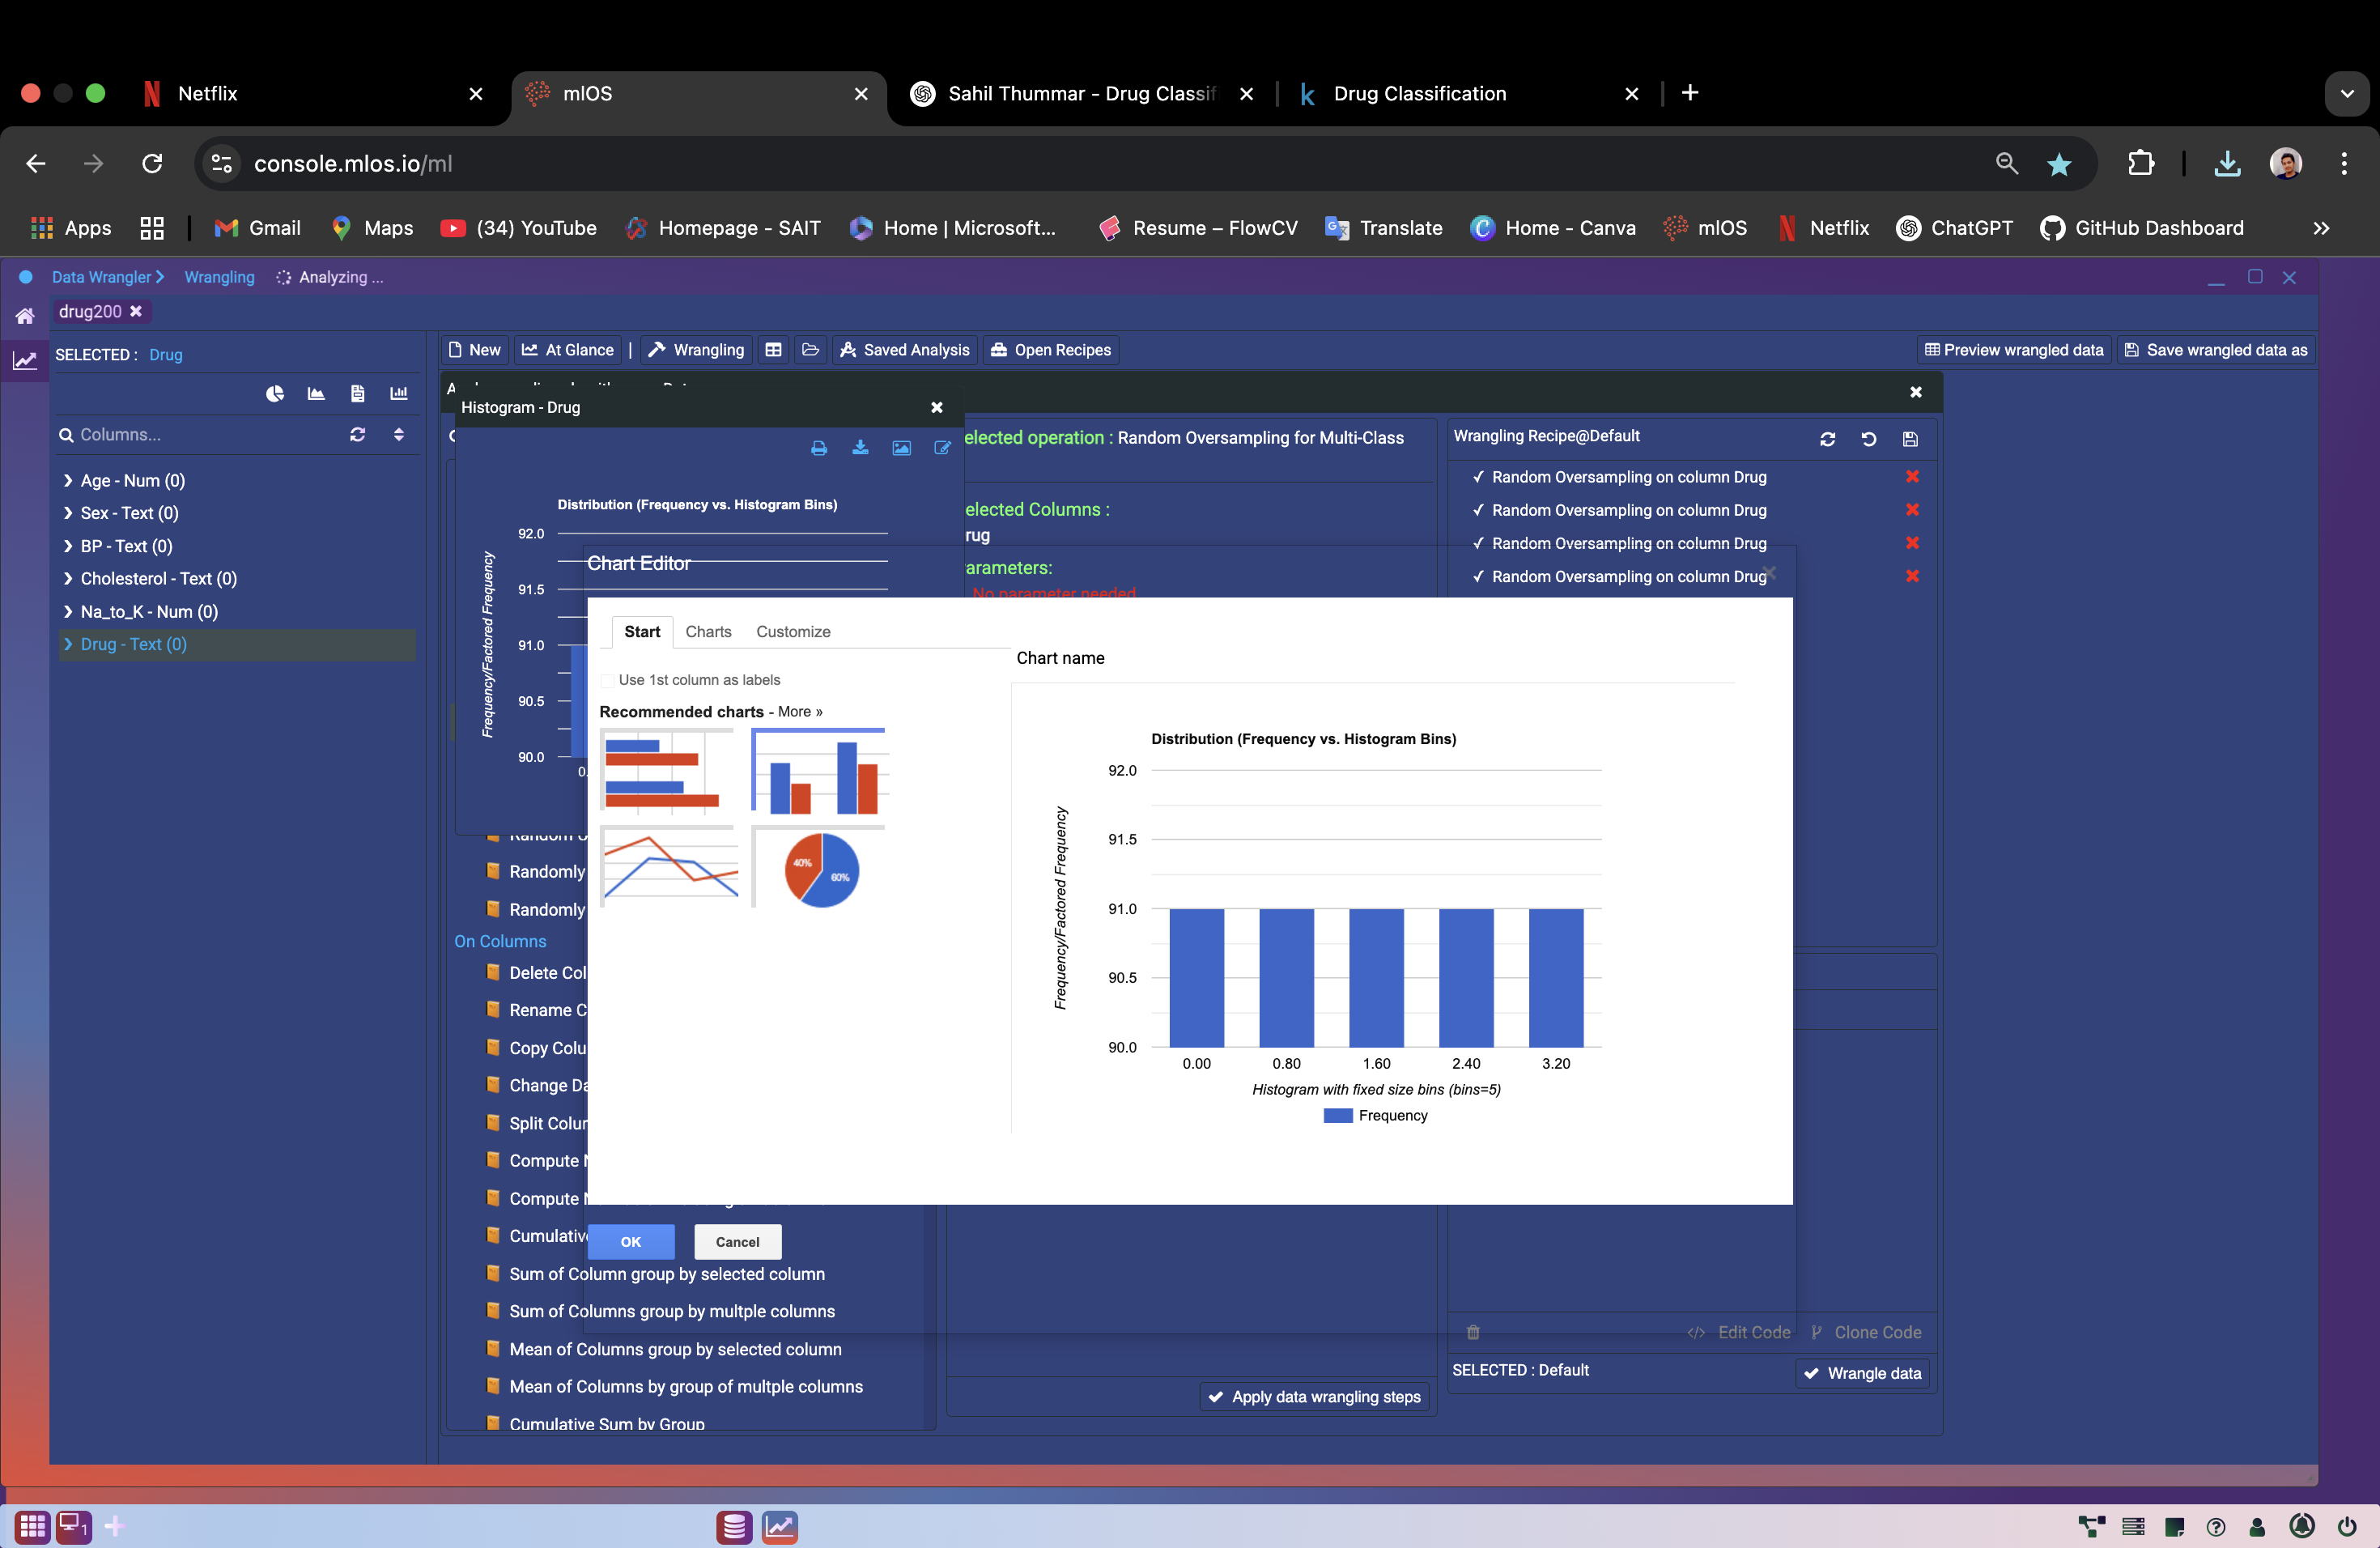 Netflix
mlOS
Sahil Thummar - Drug Classif
Drug Classification
console.mlos.io/ml
Apps
Gmail
Maps
(34) YouTube
Homepage - SAIT
Home | Microsoft...
Resume – FlowCV
Translate
Home - Canva
mlOS
Netflix
ChatGPT
GitHub Dashboard
Data Wrangler
Wrangling
Analyzing ...
drug200
SELECTED : Drug
New
At Glance
Wrangling
Saved Analysis
Open Recipes
Preview wrangled data
Save wrangled data as
Columns...
Age - Num (0)
Sex - Text (0)
BP - Text (0)
Cholesterol - Text (0)
Na_to_K - Num (0)
Drug - Text (0)
Histogram - Drug
Distribution (Frequency vs. Histogram Bins)
Frequency/Factored Frequency
92.0
91.5
91.0
90.5
90.0
0.
elected operation : Random Oversampling for Multi-Class
elected Columns :
rug
arameters:
No parameter needed
Wrangling Recipe@Default
Random Oversampling on column Drug
Random Oversampling on column Drug
Random Oversampling on column Drug
Random Oversampling on column Drug
Chart Editor
Start
Charts
Customize
Use 1st column as labels
Recommended charts - More »
40%
60%
Chart name
Distribution (Frequency vs. Histogram Bins)
Frequency/Factored Frequency
92.0
91.5
91.0
90.5
90.0
0.00
0.80
1.60
2.40
3.20
Histogram with fixed size bins (bins=5)
Frequency
OK
Cancel
Randomly
Randomly
On Columns
Delete Col
Rename C
Copy Colu
Change Da
Split Colur
Compute
Compute
Cumulativ
Sum of Column group by selected column
Sum of Columns group by multple columns
Mean of Columns group by selected column
Mean of Columns by group of multple columns
Cumulative Sum by Group
Apply data wrangling steps
Edit Code
Clone Code
SELECTED : Default
Wrangle data
1